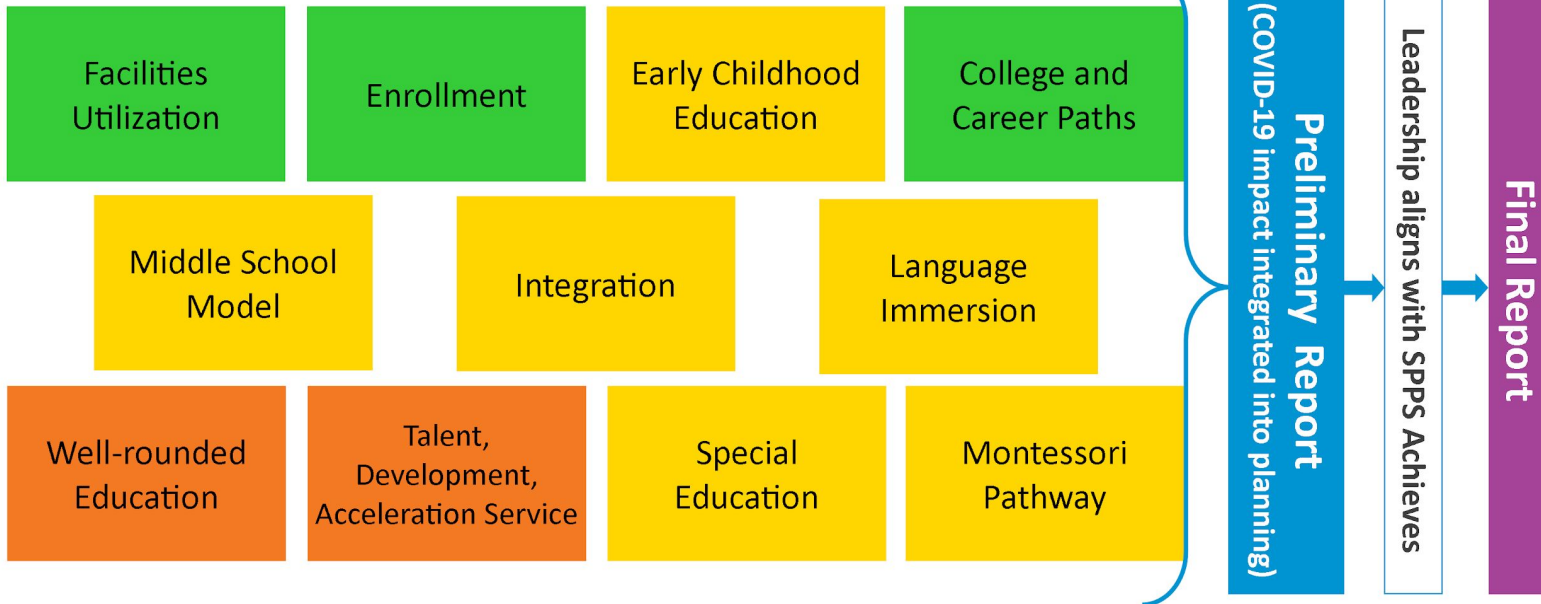 Facilities
Utilization
Enrollment
Early Childhood
Education
College and
Career Paths
Middle School
Model
Integration
Language
Immersion
Well-rounded
Education
Talent,
Development,
Acceleration Service
Special
Education
Montessori
Pathway
Preliminary Report
(COVID-19 impact integrated into planning)
Leadership aligns with SPPS Achieves
Final Report